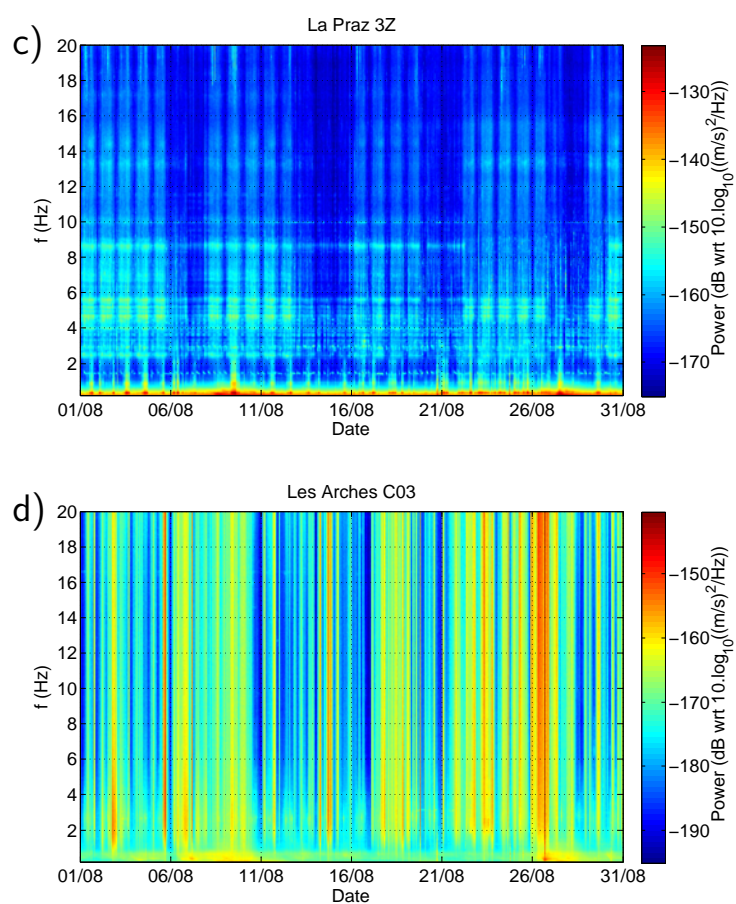 c)
La Praz 3Z
20
18
16
14
12
10
8
6
4
2
f (Hz)
01/08 06/08 11/08 16/08 21/08 26/08 31/08
Date
−130
−140
−150
−160
−170
Power (dB wrt 10.log10((m/s)2/Hz))
d)
Les Arches C03
20
18
16
14
12
10
8
6
4
2
f (Hz)
01/08 06/08 11/08 16/08 21/08 26/08 31/08
Date
−150
−160
−170
−180
−190
Power (dB wrt 10.log10((m/s)2/Hz))